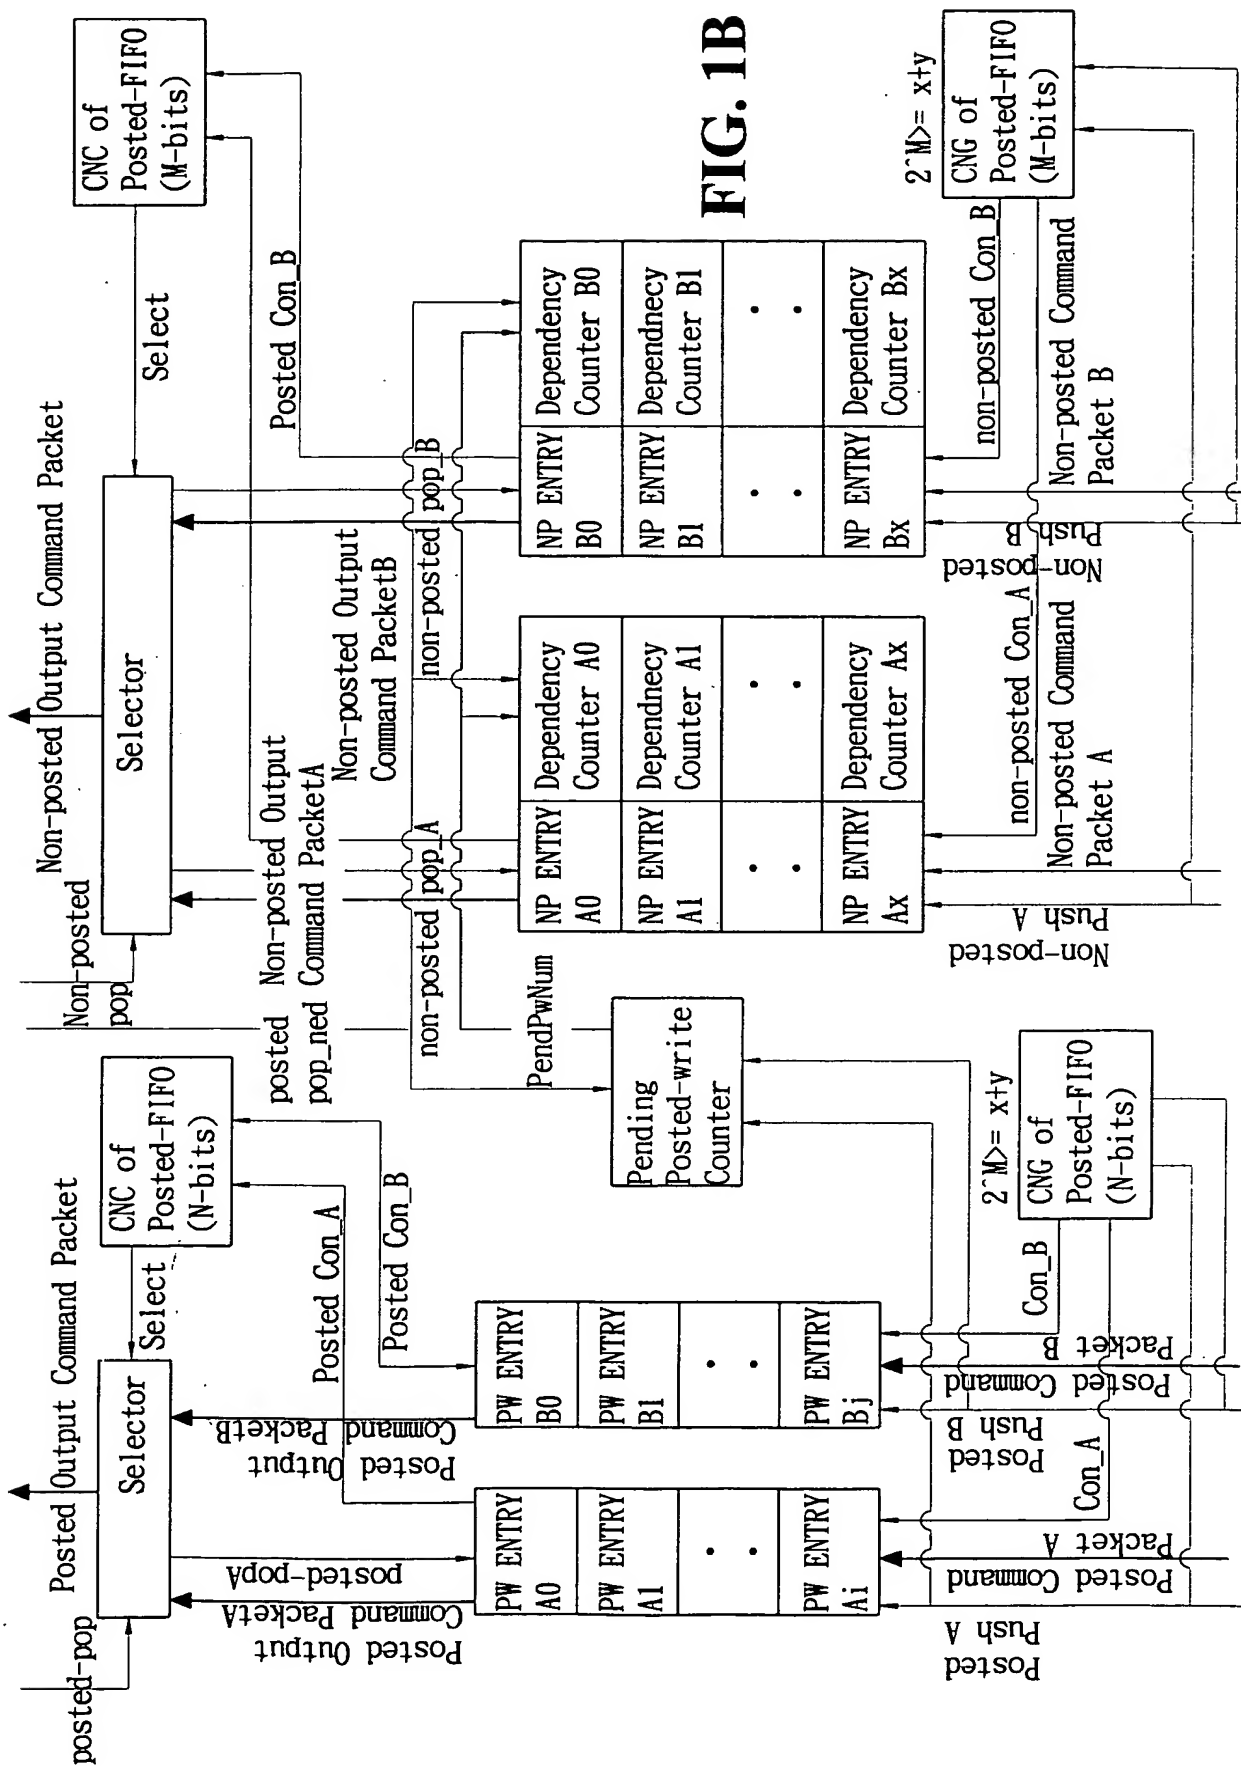 posted-pop
Posted Output Command Packet
Selector
Select
CNC of
Posted-FIFO
(N-bits)
Posted Output
Command PacketA
posted-popA
Posted Output
Command PacketB
Posted Con_A
Posted Con_B
PW ENTRY
A0
PW ENTRY
A1
PW ENTRY
Ai
PW ENTRY
B0
PW ENTRY
B1
PW ENTRY
Bj
Posted
Push A
Posted Command
Packet A
Con_A
Posted
Push B
Posted Command
Packet B
Con_B
2^M>= x+y
CNG of
Posted-FIFO
(N-bits)
Pending
Posted-write
Counter
PendPwNum
posted
pop_ned
Non-posted
pop
Non-posted Output Command Packet
Selector
Select
CNC of
Posted-FIFO
(M-bits)
Non-posted Output
Command PacketA
non-posted pop_A
Non-posted Output
Command PacketB
non-posted pop_B
Posted Con_B
NP ENTRY
A0
Dependency
Counter A0
NP ENTRY
A1
Dependnecy
Counter A1
NP ENTRY
Ax
Dependency
Counter Ax
NP ENTRY
B0
Dependency
Counter B0
NP ENTRY
B1
Dependnecy
Counter B1
NP ENTRY
Bx
Dependency
Counter Bx
Non-posted
Push A
Non-posted Command
Packet A
non-posted Con_A
Non-posted
Push B
Non-posted Command
Packet B
non-posted Con_B
2^M>= x+y
CNG of
Posted-FIFO
(M-bits)
FIG. 1B